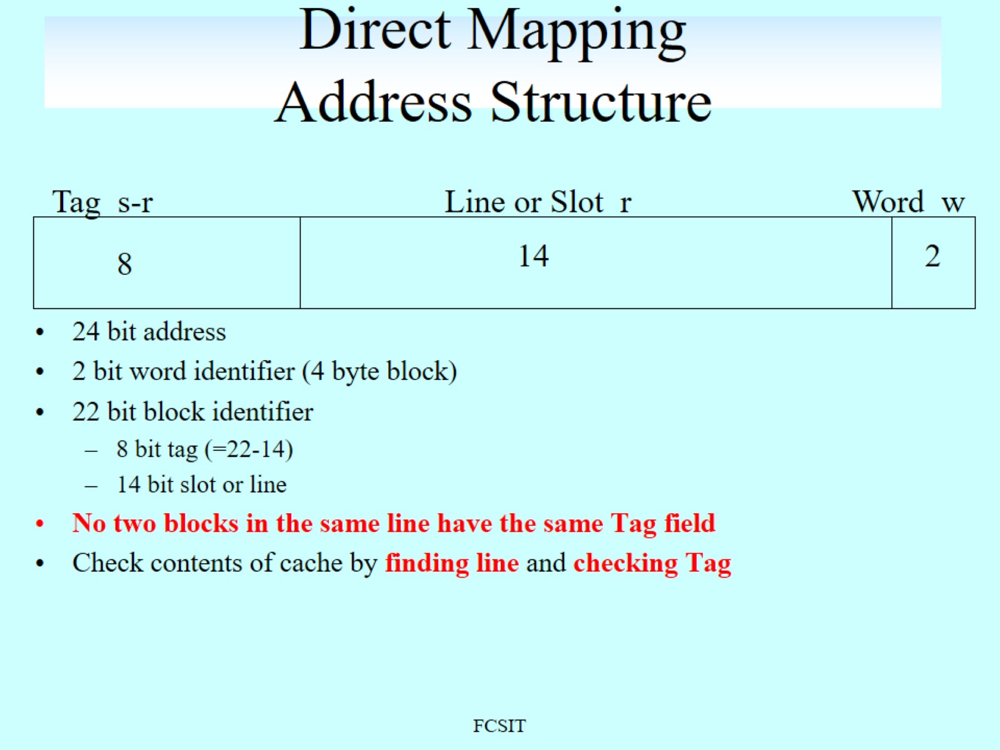 Direct Mapping
Address Structure
Tag s-r Line or Slot r Word w
8 14 2
• 24 bit address
• 2 bit word identifier (4 byte block)
• 22 bit block identifier
– 8 bit tag (=22-14)
– 14 bit slot or line
• No two blocks in the same line have the same Tag field
• Check contents of cache by finding line and checking Tag
FCSIT